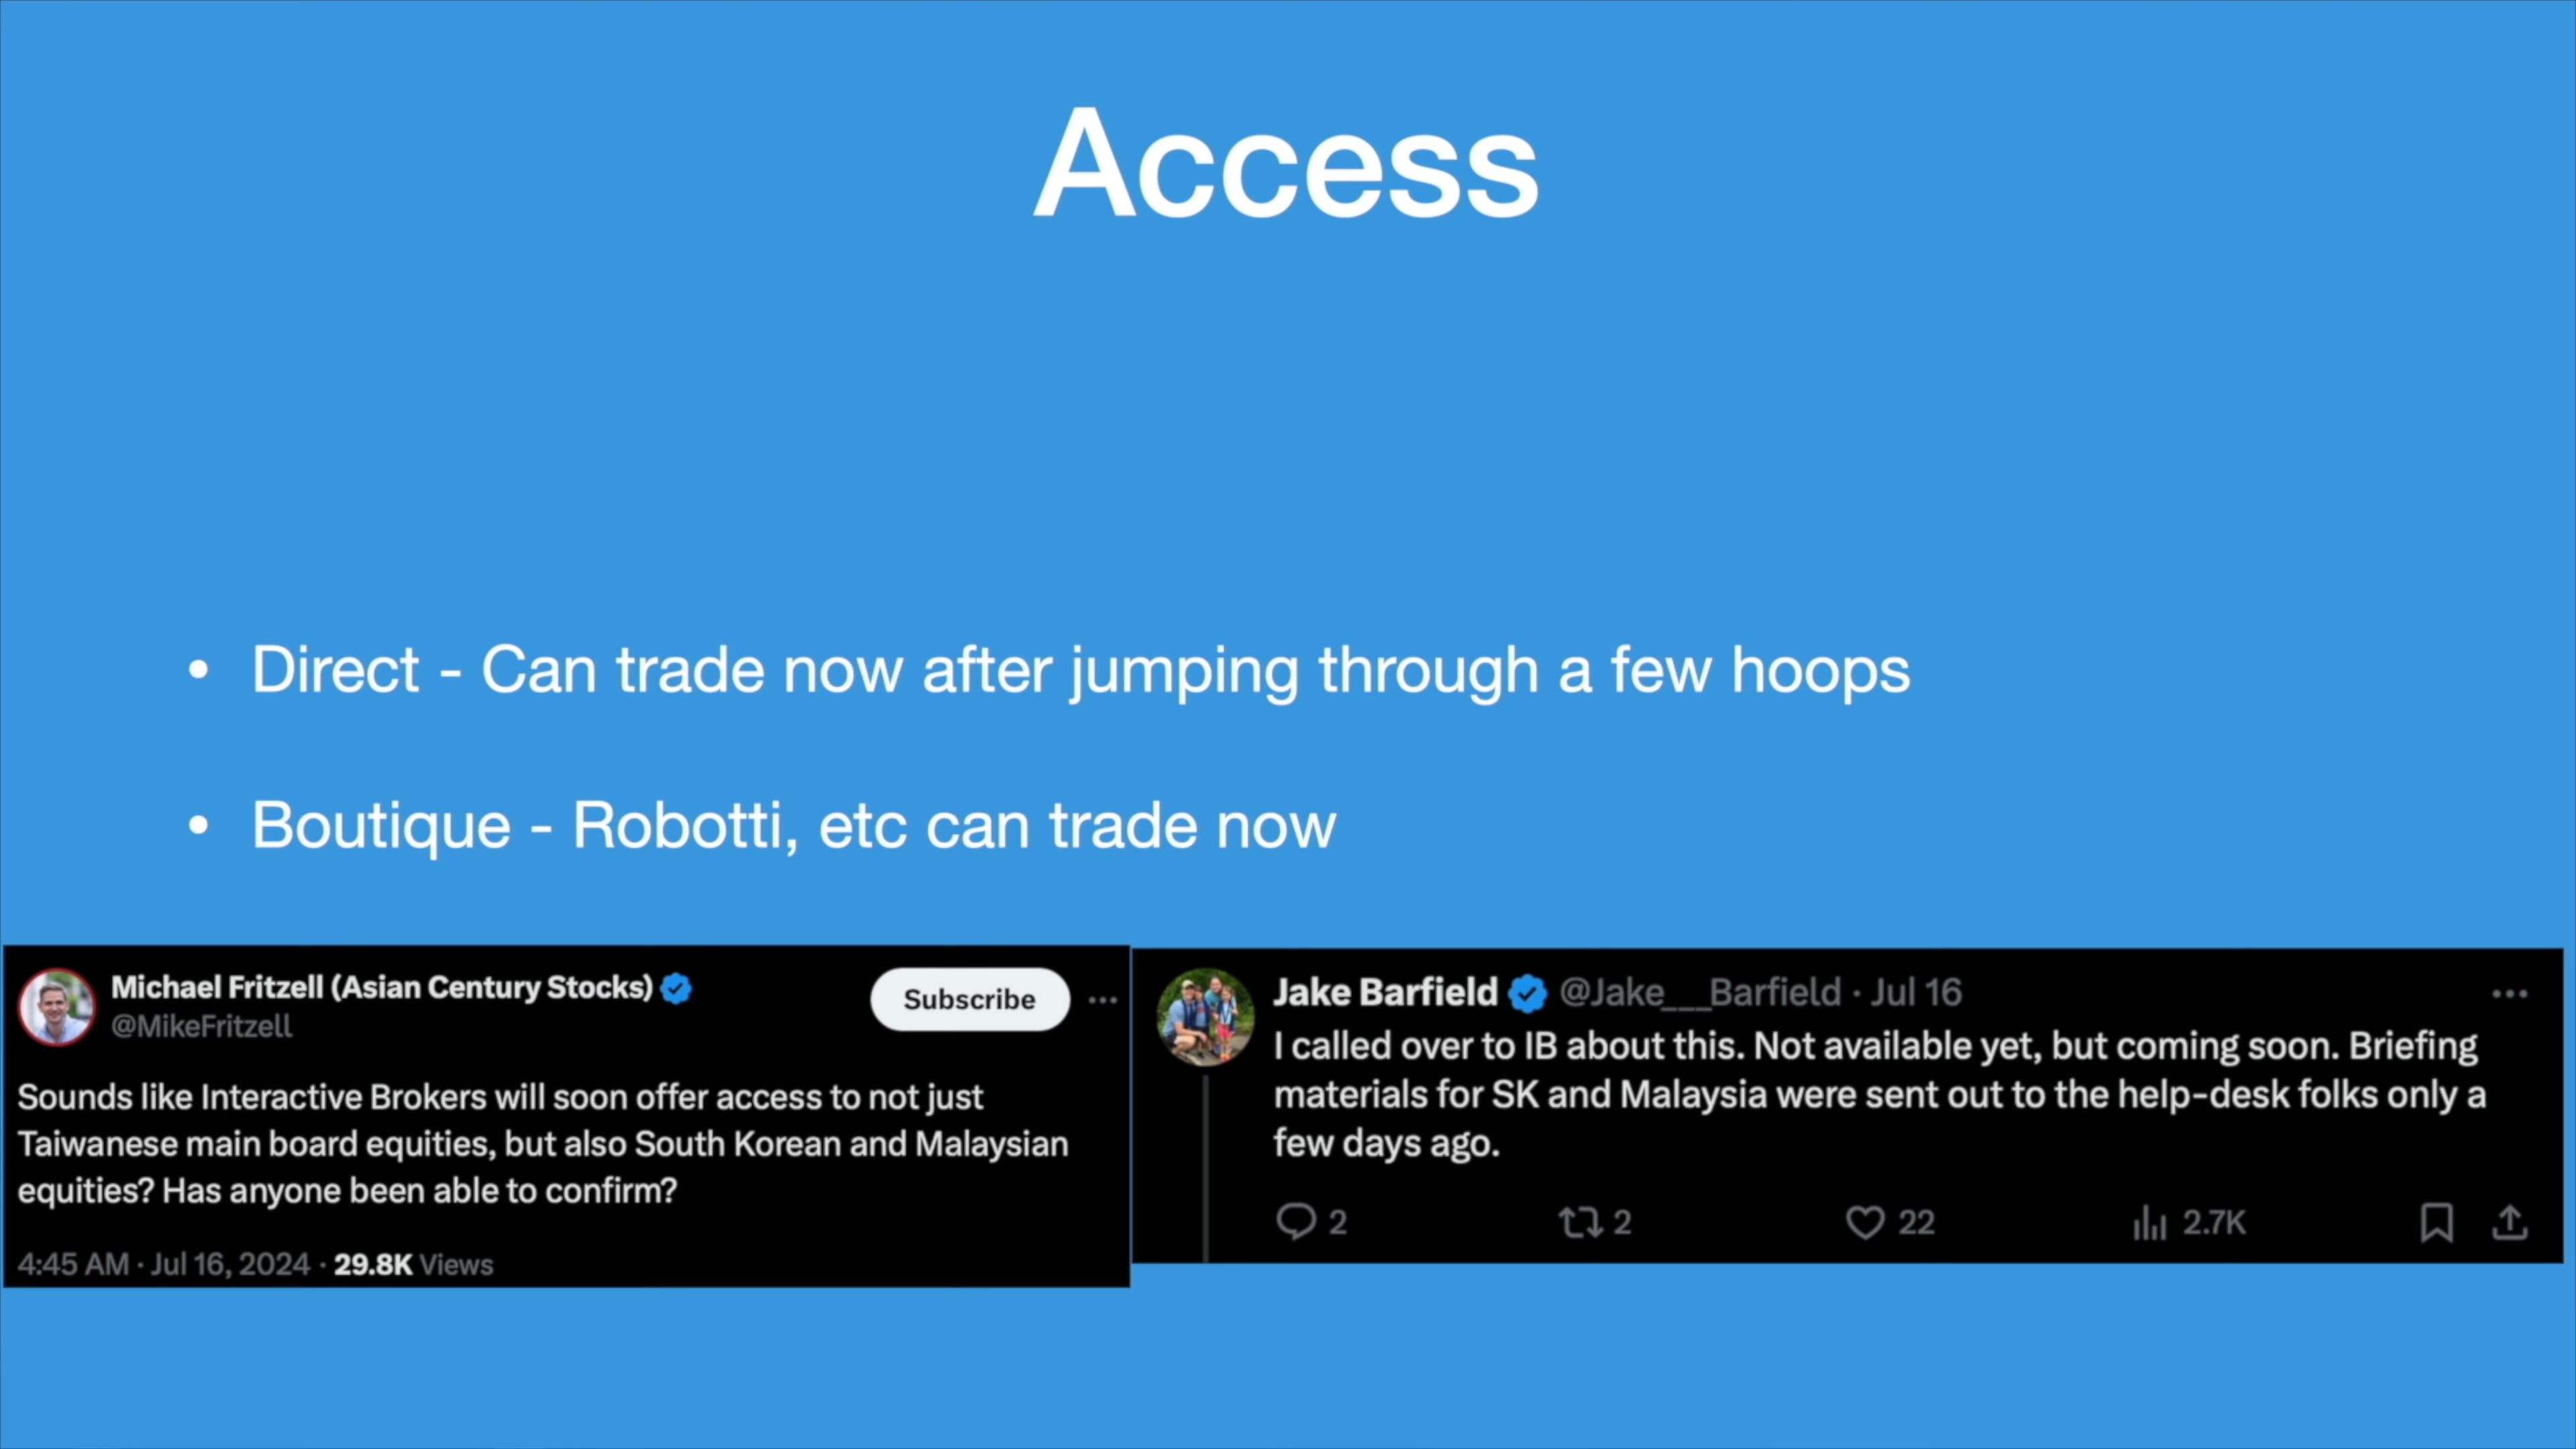 Access
• Direct - Can trade now after jumping through a few hoops
• Boutique - Robotti, etc can trade now
Michael Fritzell (Asian Century Stocks)
@MikeFritzell
Subscribe
Sounds like Interactive Brokers will soon offer access to not just
Taiwanese main board equities, but also South Korean and Malaysian
equities? Has anyone been able to confirm?
4:45 AM · Jul 16, 2024 · 29.8K Views
Jake Barfield @Jake___Barfield · Jul 16
I called over to IB about this. Not available yet, but coming soon. Briefing
materials for SK and Malaysia were sent out to the help-desk folks only a
few days ago.
2 2 22 2.7K